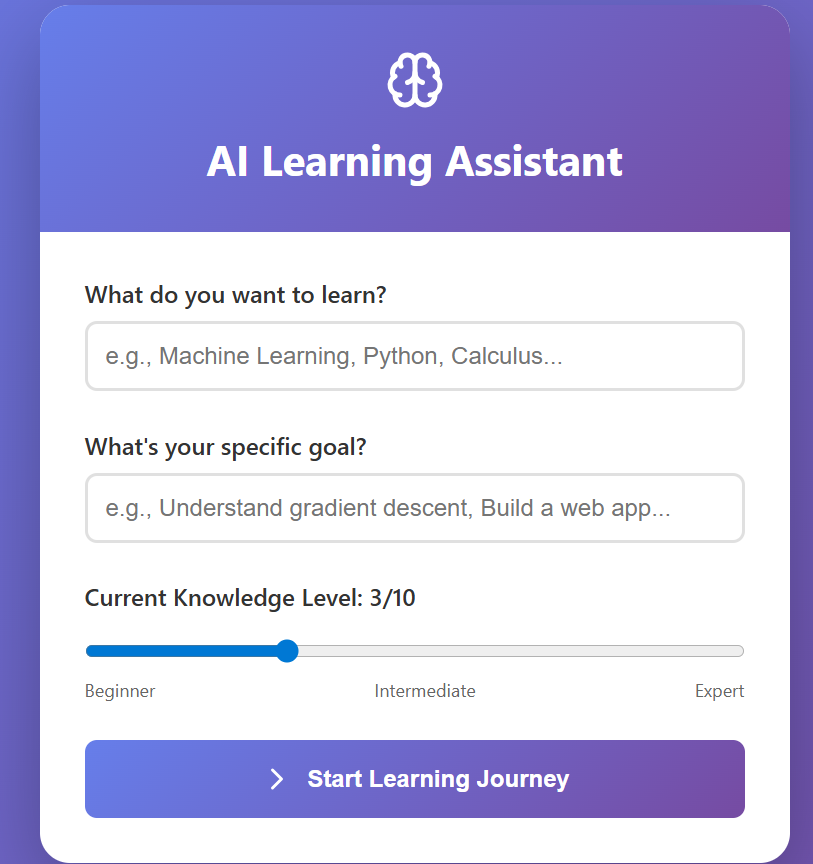 AI Learning Assistant
What do you want to learn?
e.g., Machine Learning, Python, Calculus...
What's your specific goal?
e.g., Understand gradient descent, Build a web app...
Current Knowledge Level: 3/10
Beginner Intermediate Expert
Start Learning Journey